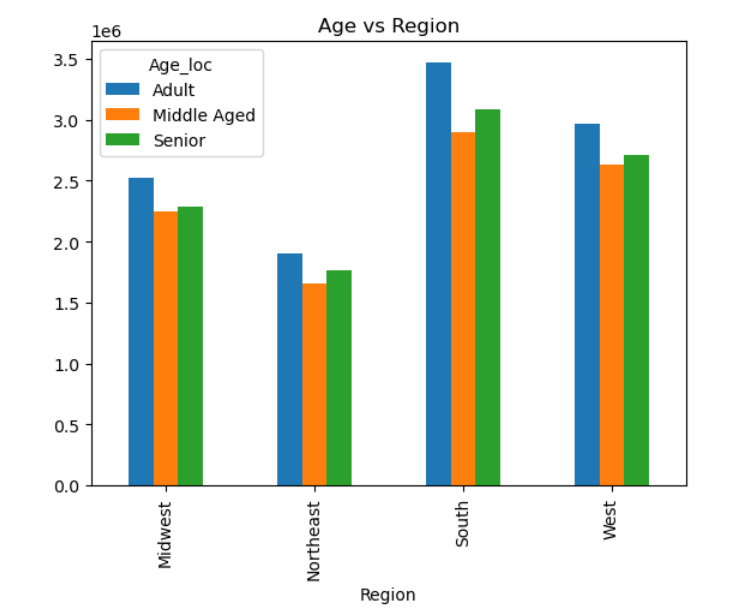 Age vs Region
1e6
Age_loc
Adult
Middle Aged
Senior
3.5
3.0
2.5
2.0
1.5
1.0
0.5
0.0
Midwest
Northeast
South
West
Region